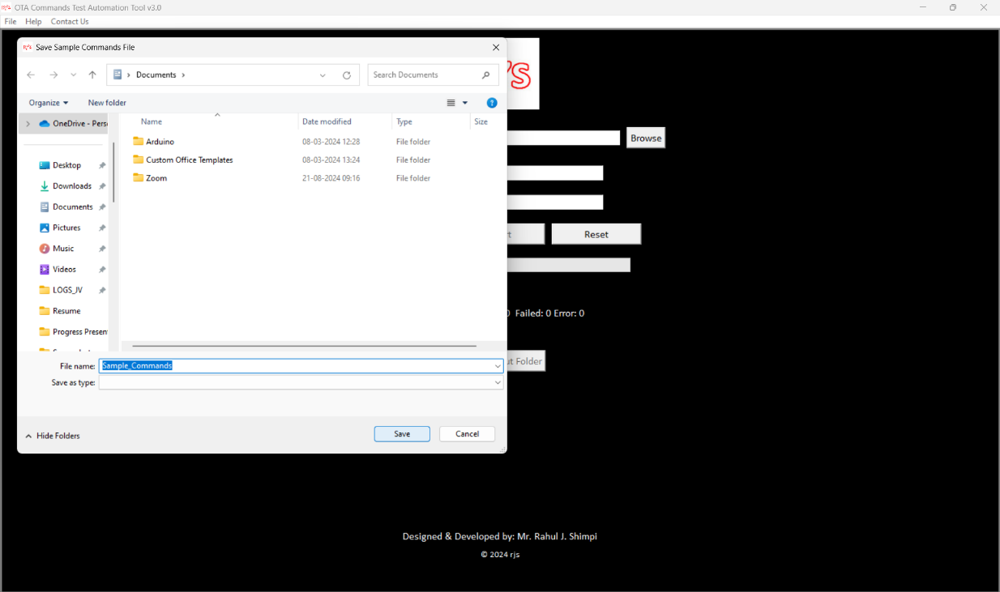 rjs OTA Commands Test Automation Tool v3.0
File Help Contact Us
rjs Save Sample Commands File
Documents
Search Documents
Organize New folder
OneDrive - Pers
Name Date modified Type Size
Arduino 08-03-2024 12:28 File folder
Custom Office Templates 08-03-2024 13:24 File folder
Zoom 21-08-2024 09:16 File folder
Desktop
Downloads
Documents
Pictures
Music
Videos
LOGS_JV
Resume
Progress Presen
File name: Sample_Commands
Save as type:
Hide Folders
Save Cancel
Browse
Reset
Failed: 0 Error: 0
ut Folder
Designed & Developed by: Mr. Rahul J. Shimpi
© 2024 rjs